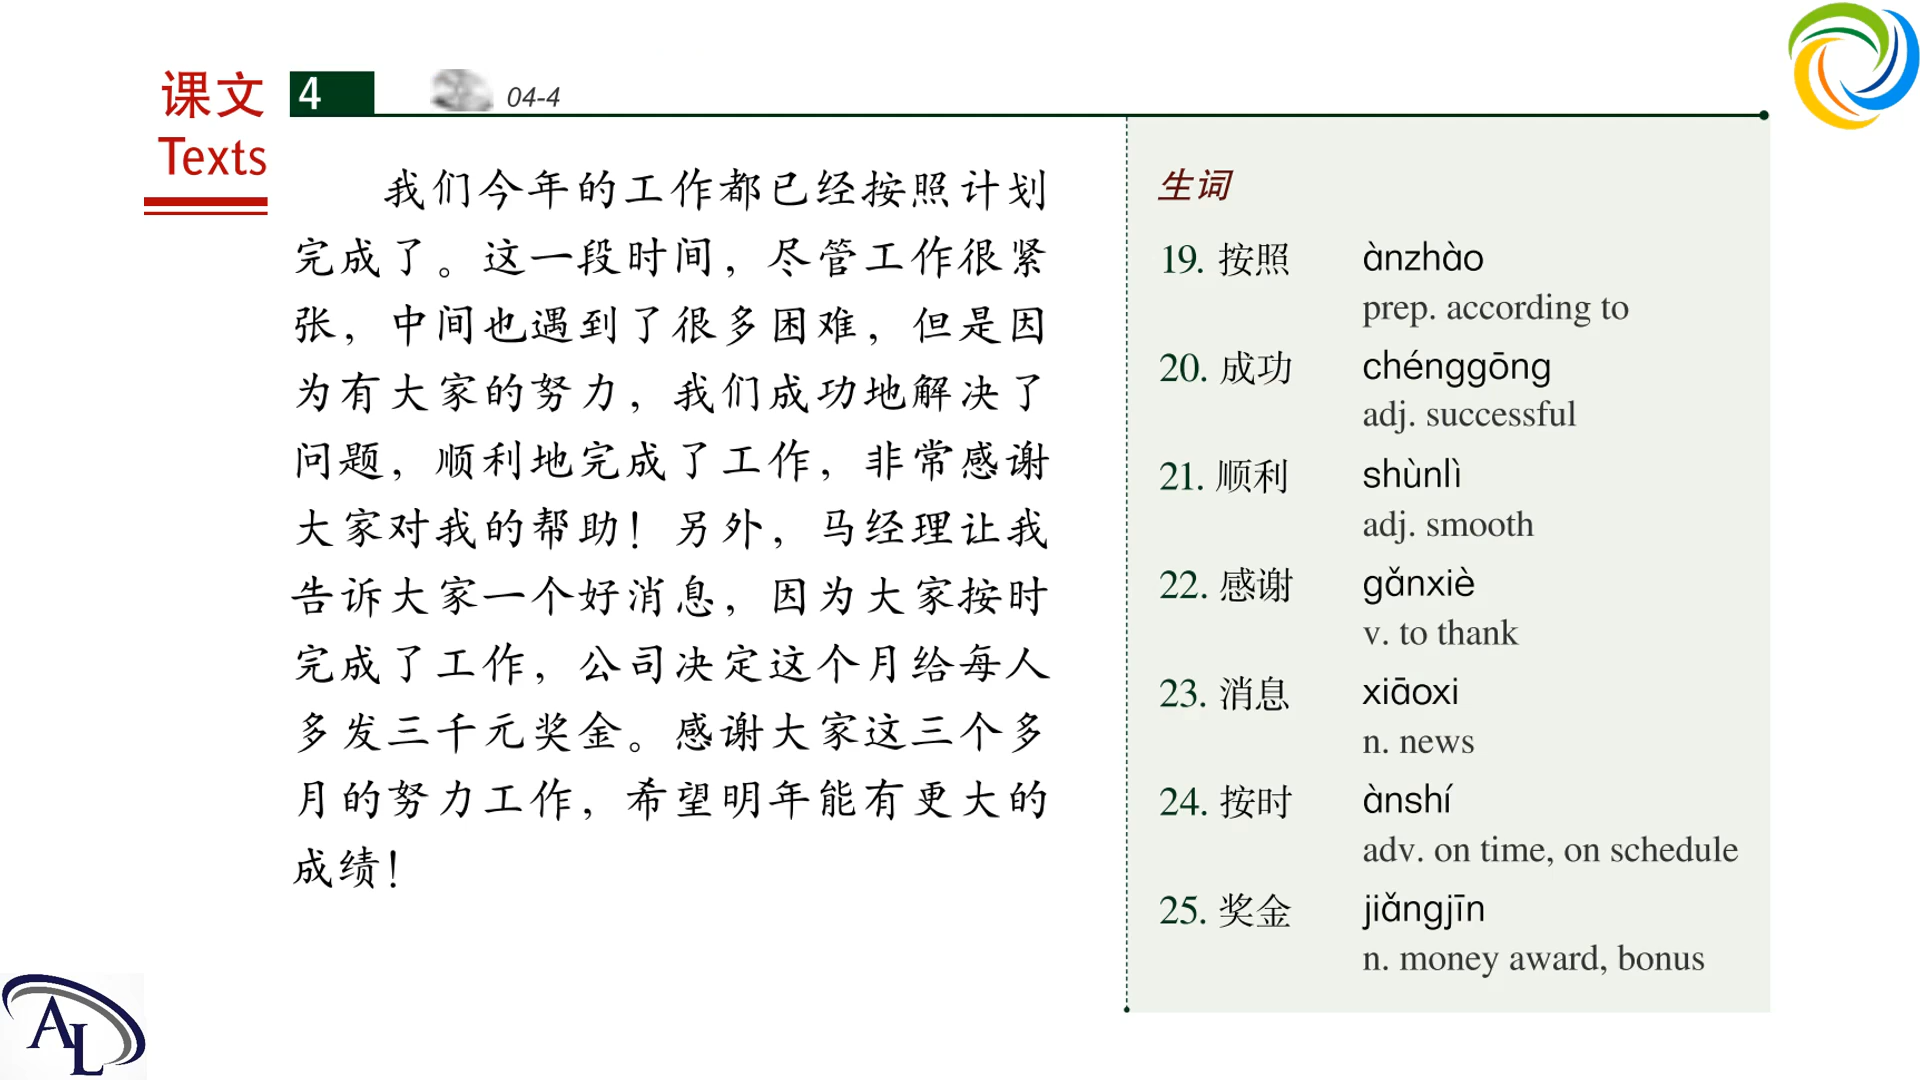 课文
Texts
4
04-4
我们今年的工作都已经按照计划
完成了。这一段时间，尽管工作很紧
张，中间也遇到了很多困难，但是因
为有大家的努力，我们成功地解决了
问题，顺利地完成了工作，非常感谢
大家对我的帮助！另外，马经理让我
告诉大家一个好消息，因为大家按时
完成了工作，公司决定这个月给每人
多发三千元奖金。感谢大家这三个多
月的努力工作，希望明年能有更大的
成绩！
生词
19. 按照 ànzhào
prep. according to
20. 成功 chénggōng
adj. successful
21. 顺利 shùnlì
adj. smooth
22. 感谢 gǎnxiè
v. to thank
23. 消息 xiāoxi
n. news
24. 按时 ànshí
adv. on time, on schedule
25. 奖金 jiǎngjīn
n. money award, bonus
AL